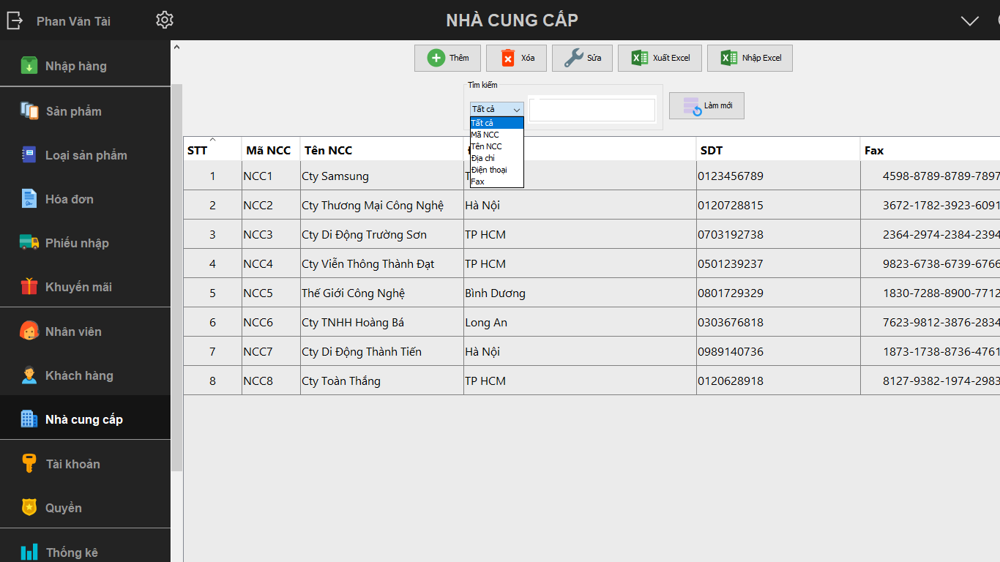 Phan Văn Tài
NHÀ CUNG CẤP
Nhập hàng
Sản phẩm
Loại sản phẩm
Hóa đơn
Phiếu nhập
Khuyến mãi
Nhân viên
Khách hàng
Nhà cung cấp
Tài khoản
Quyền
Thống kê
Thêm
Xóa
Sửa
Xuất Excel
Nhập Excel
Tìm kiếm
Tất cả
Làm mới
Tất cả
Mã NCC
Tên NCC
Địa chỉ
Điện thoại
Fax
STT Mã NCC Tên NCC SDT Fax
1 NCC1 Cty Samsung 0123456789 4598-8789-8789-7897
2 NCC2 Cty Thương Mại Công Nghệ Hà Nội 0120728815 3672-1782-3923-6091
3 NCC3 Cty Di Động Trường Sơn TP HCM 0703192738 2364-2974-2384-2394
4 NCC4 Cty Viễn Thông Thành Đạt TP HCM 0501239237 9823-6738-6739-6766
5 NCC5 Thế Giới Công Nghệ Bình Dương 0801729329 1830-7288-8900-7712
6 NCC6 Cty TNHH Hoàng Bá Long An 0303676818 7623-9812-3876-2834
7 NCC7 Cty Di Động Thành Tiến Hà Nội 0989140736 1873-1738-8736-4761
8 NCC8 Cty Toàn Thắng TP HCM 0120628918 8127-9382-1974-2983